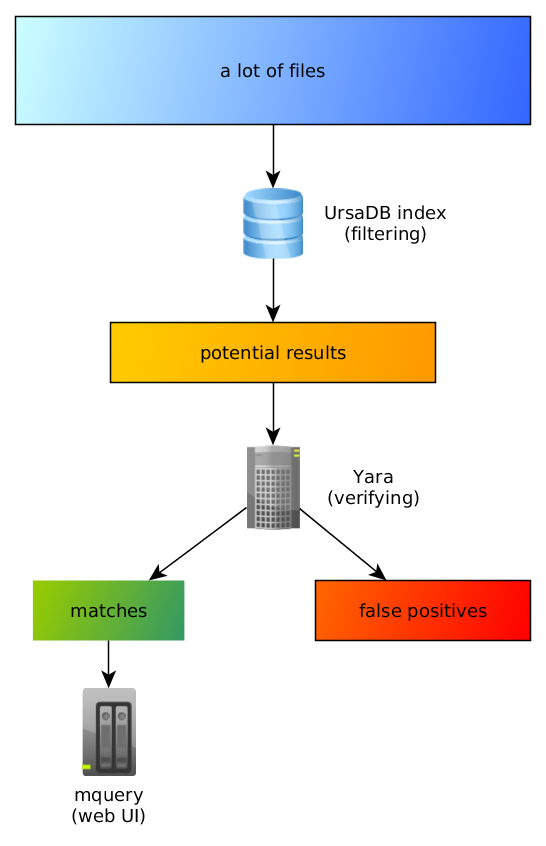 a lot of files
UrsaDB index
(filtering)
potential results
Yara
(verifying)
matches
false positives
mquery
(web UI)